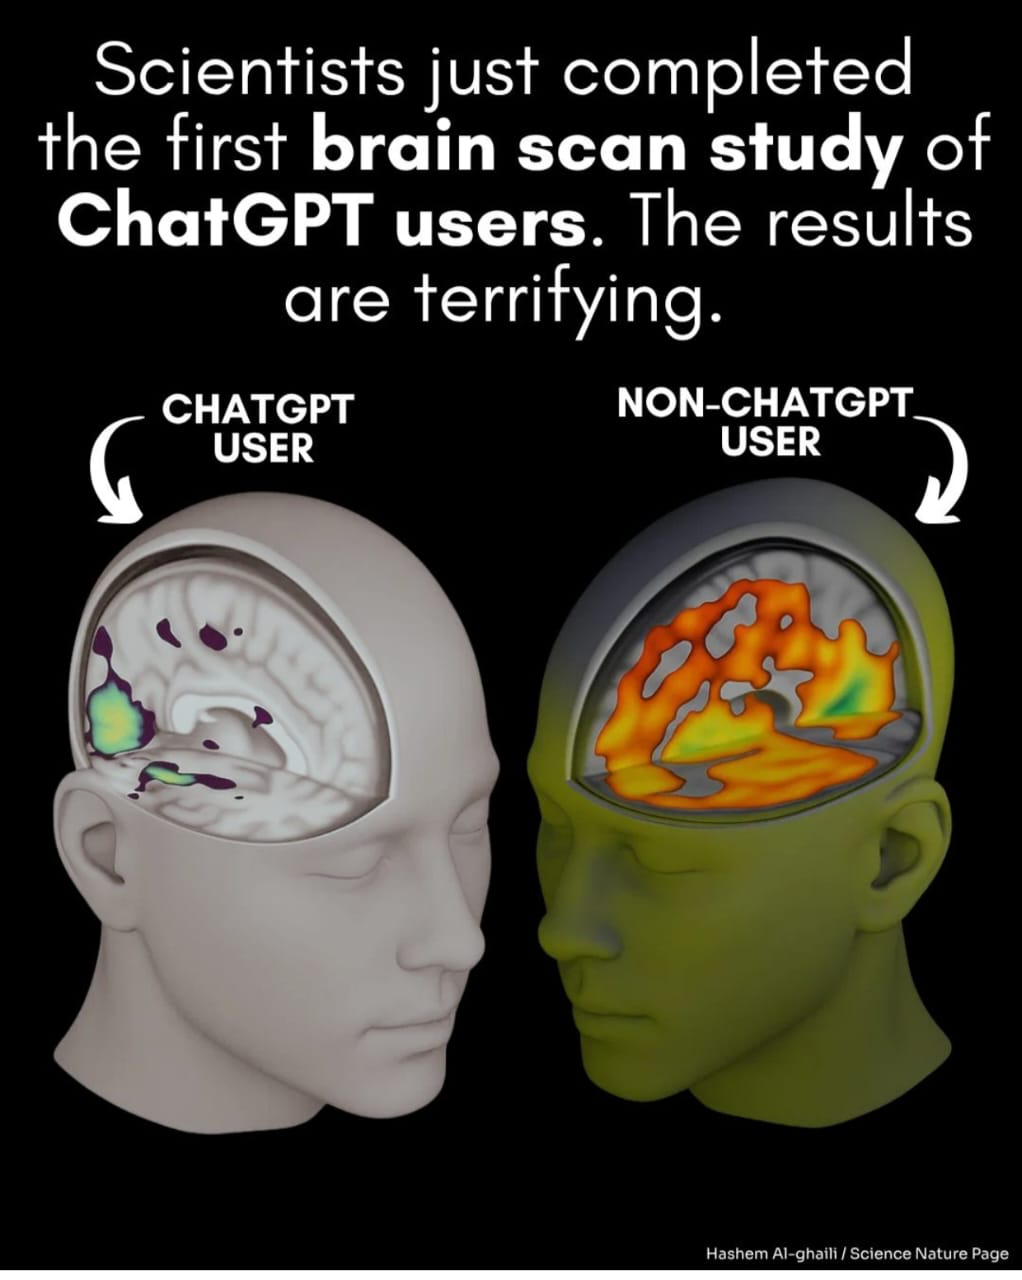 Scientists just completed
the first brain scan study of
ChatGPT users. The results
are terrifying.
CHATGPT
USER
NON-CHATGPT
USER
Hashem Al-ghaili / Science Nature Page